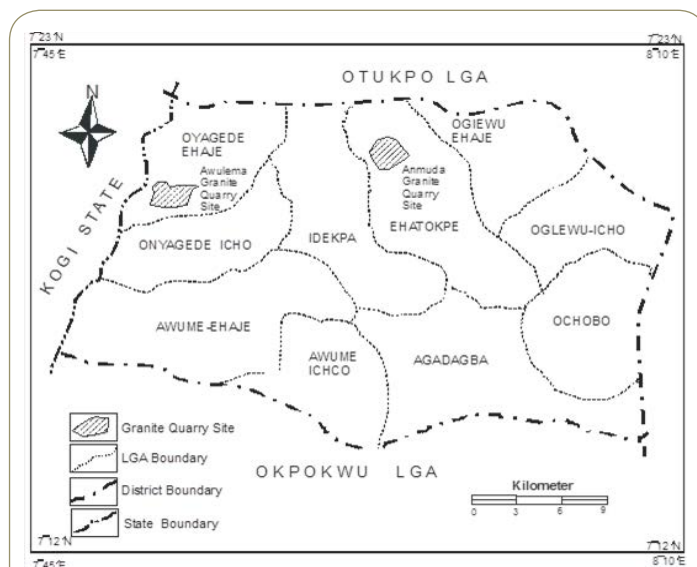 7°23'N
7°23'N
7°45'E
8°10'E
OTUKPO LGA
N
OGIEWU
EHAJE
OYAGEDE
EHAJE
Awulema
Granite
Quarry
Site
Anmuda
Granite
Quarry
Site
KOGI STATE
EHATOKPE
OGLEWU-ICHO
ONYAGEDE ICHO
IDEKPA
OCHOBO
AWUME-EHAJE
AWUME
ICHCO
AGADAGBA
Granite Quarry Site
LGA Boundary
District Boundary
State Boundary
OKPOKWU LGA
Kilometer
0 3 6 9
7°12'N
7°12'N
7°45'E
8°10'E